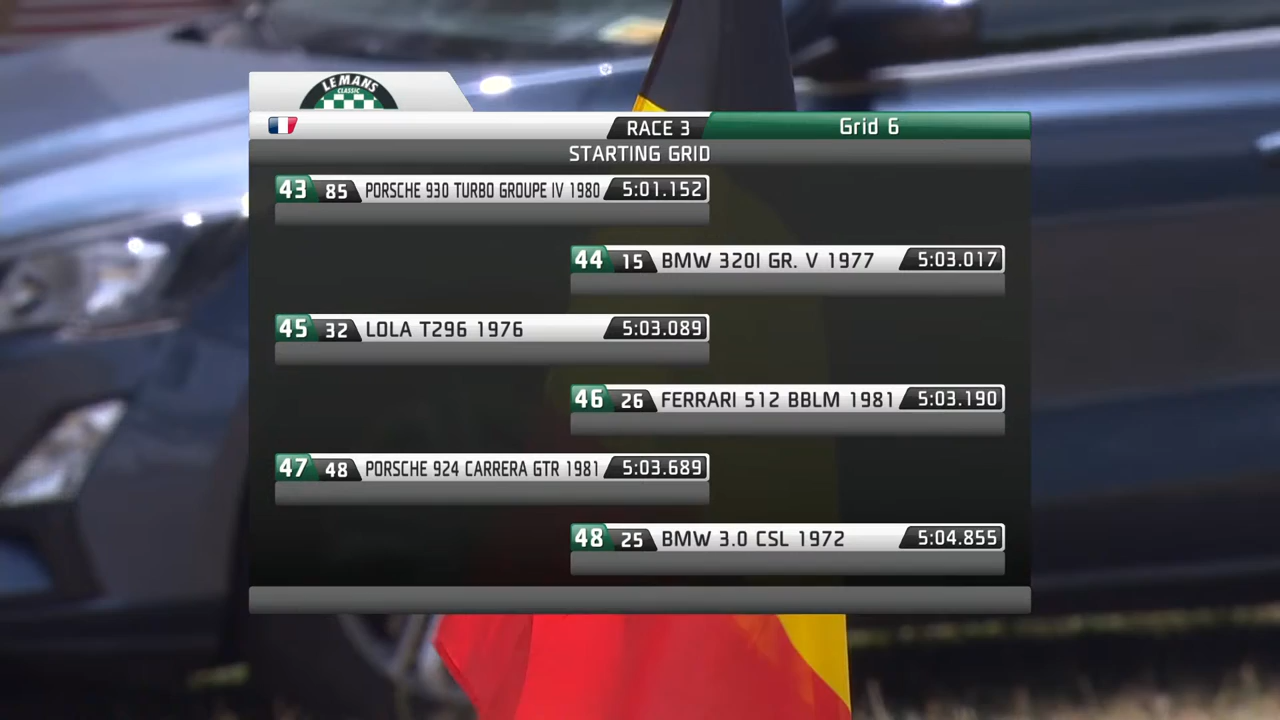 LE MANS
CLASSIC
RACE 3 Grid 6
STARTING GRID
43 85 PORSCHE 930 TURBO GROUPE IV 1980 5:01.152
44 15 BMW 320I GR. V 1977 5:03.017
45 32 LOLA T296 1976 5:03.089
46 26 FERRARI 512 BBLM 1981 5:03.190
47 48 PORSCHE 924 CARRERA GTR 1981 5:03.689
48 25 BMW 3.0 CSL 1972 5:04.855